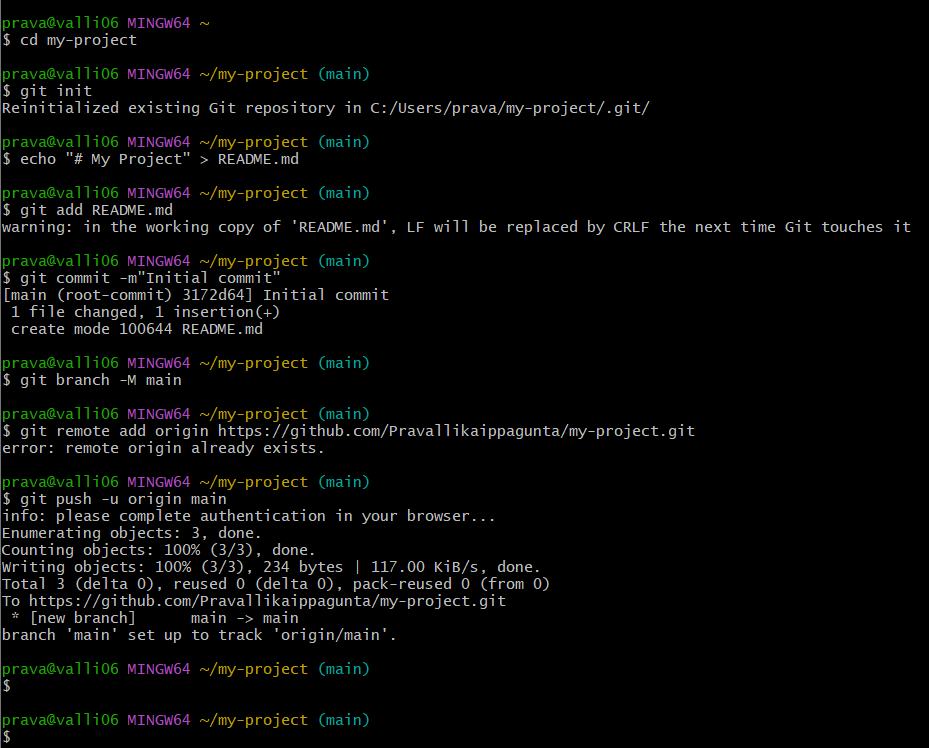 prava@valli06 MINGW64 ~
$ cd my-project
prava@valli06 MINGW64 ~/my-project (main)
$ git init
Reinitialized existing Git repository in C:/Users/prava/my-project/.git/
prava@valli06 MINGW64 ~/my-project (main)
$ echo "# My Project" > README.md
prava@valli06 MINGW64 ~/my-project (main)
$ git add README.md
warning: in the working copy of 'README.md', LF will be replaced by CRLF the next time Git touches it
prava@valli06 MINGW64 ~/my-project (main)
$ git commit -m"Initial commit"
[main (root-commit) 3172d64] Initial commit
 1 file changed, 1 insertion(+)
 create mode 100644 README.md
prava@valli06 MINGW64 ~/my-project (main)
$ git branch -M main
prava@valli06 MINGW64 ~/my-project (main)
$ git remote add origin https://github.com/Pravallikaippagunta/my-project.git
error: remote origin already exists.
prava@valli06 MINGW64 ~/my-project (main)
$ git push -u origin main
info: please complete authentication in your browser...
Enumerating objects: 3, done.
Counting objects: 100% (3/3), done.
Writing objects: 100% (3/3), 234 bytes | 117.00 KiB/s, done.
Total 3 (delta 0), reused 0 (delta 0), pack-reused 0 (from 0)
To https://github.com/Pravallikaippagunta/my-project.git
 * [new branch]      main -> main
branch 'main' set up to track 'origin/main'.
prava@valli06 MINGW64 ~/my-project (main)
$
prava@valli06 MINGW64 ~/my-project (main)
$